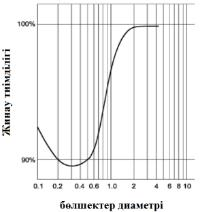 100%
Жинау тиімділігі
90%
0.1 0.2 0.4 0.6 1.0 2 4 6 8 10
бөлшектер диаметрі